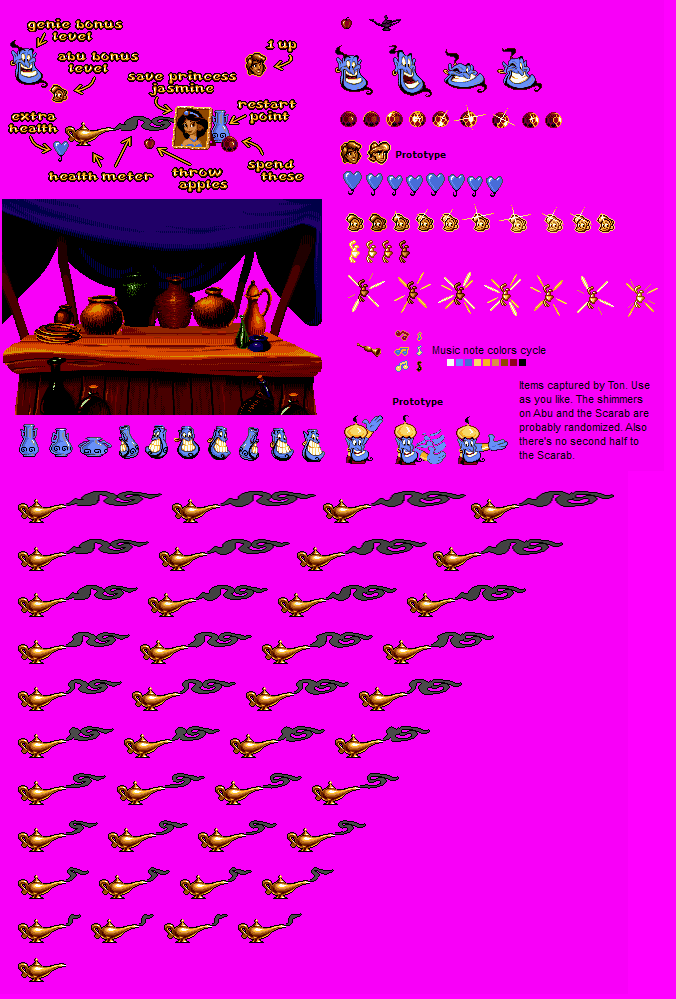 genie bonus
level
1 up
abu bonus
level
save princess
jasmine
restart
point
extra
health
health meter
throw
apples
spend
these
Prototype
Music note colors cycle
Prototype
Items captured by Ton. Use
as you like. The shimmers
on Abu and the Scarab are
probably randomized. Also
there's no second half to
the Scarab.